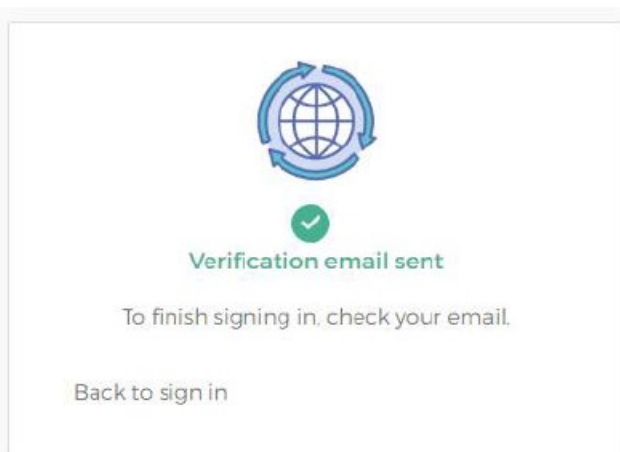 Verification email sent
To finish signing in, check your email.
Back to sign in